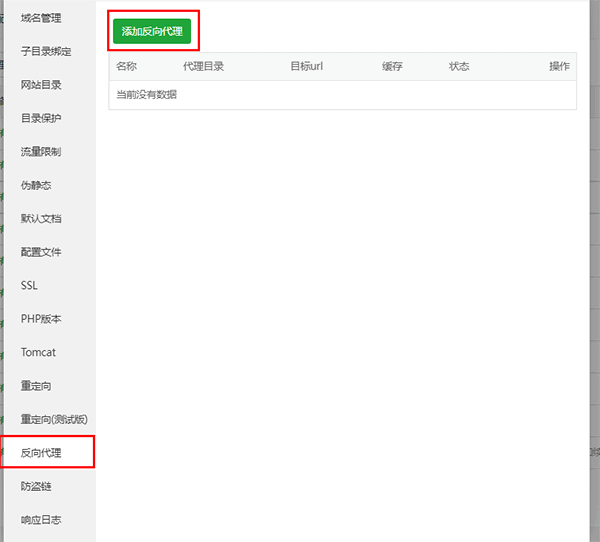 域名管理
子目录绑定
网站目录
目录保护
流量限制
伪静态
默认文档
配置文件
SSL
PHP版本
Tomcat
重定向
重定向(测试版)
反向代理
防盗链
响应日志
添加反向代理
名称 代理目录 目标url 缓存 状态 操作
当前没有数据